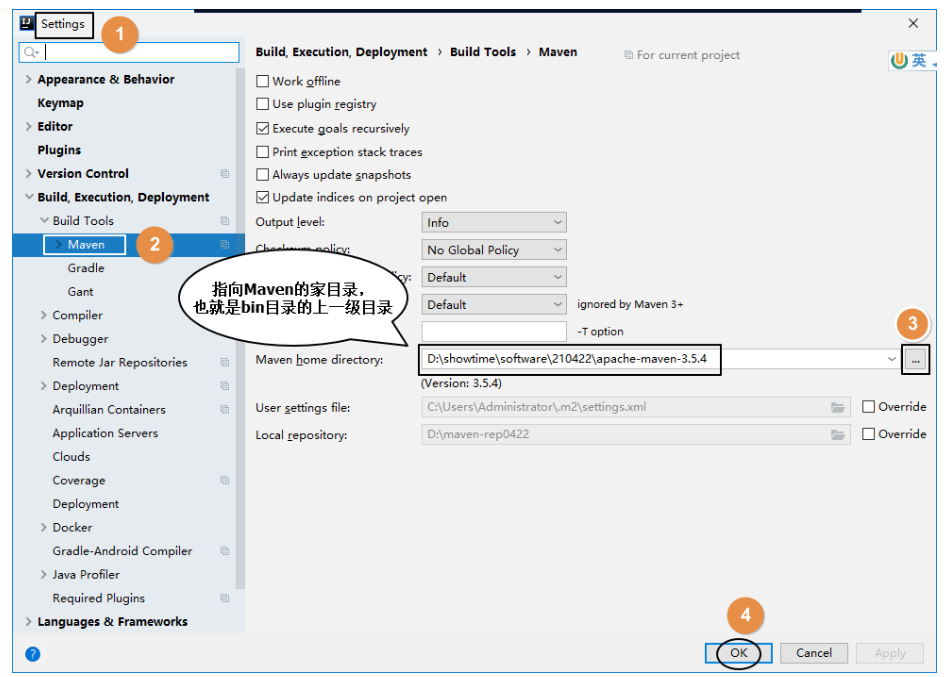 Settings
1
Build, Execution, Deployment › Build Tools › Maven
For current project
英
Appearance & Behavior
Keymap
Editor
Plugins
Version Control
Build, Execution, Deployment
Build Tools
Maven
2
Gradle
Gant
Compiler
Debugger
Remote Jar Repositories
Deployment
Arquillian Containers
Application Servers
Clouds
Coverage
Deployment
Docker
Gradle-Android Compiler
Java Profiler
Required Plugins
Languages & Frameworks
Work offline
Use plugin registry
Execute goals recursively
Print exception stack traces
Always update snapshots
Update indices on project open
Output level: Info
Checksum policy: No Global Policy
Default
Default ignored by Maven 3+
-T option
指向Maven的家目录，
也就是bin目录的上一级目录
3
Maven home directory: D:\showtime\software\210422\apache-maven-3.5.4 ...
(Version: 3.5.4)
User settings file: C:\Users\Administrator\.m2\settings.xml Override
Local repository: D:\maven-rep0422 Override
4
? OK Cancel Apply